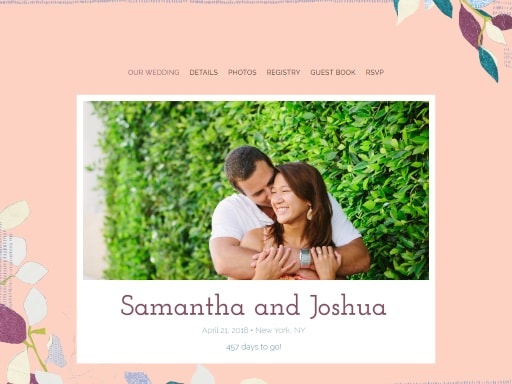 OUR WEDDING DETAILS PHOTOS REGISTRY GUEST BOOK RSVP
Samantha and Joshua
April 21, 2018 • New York, NY
457 days to go!